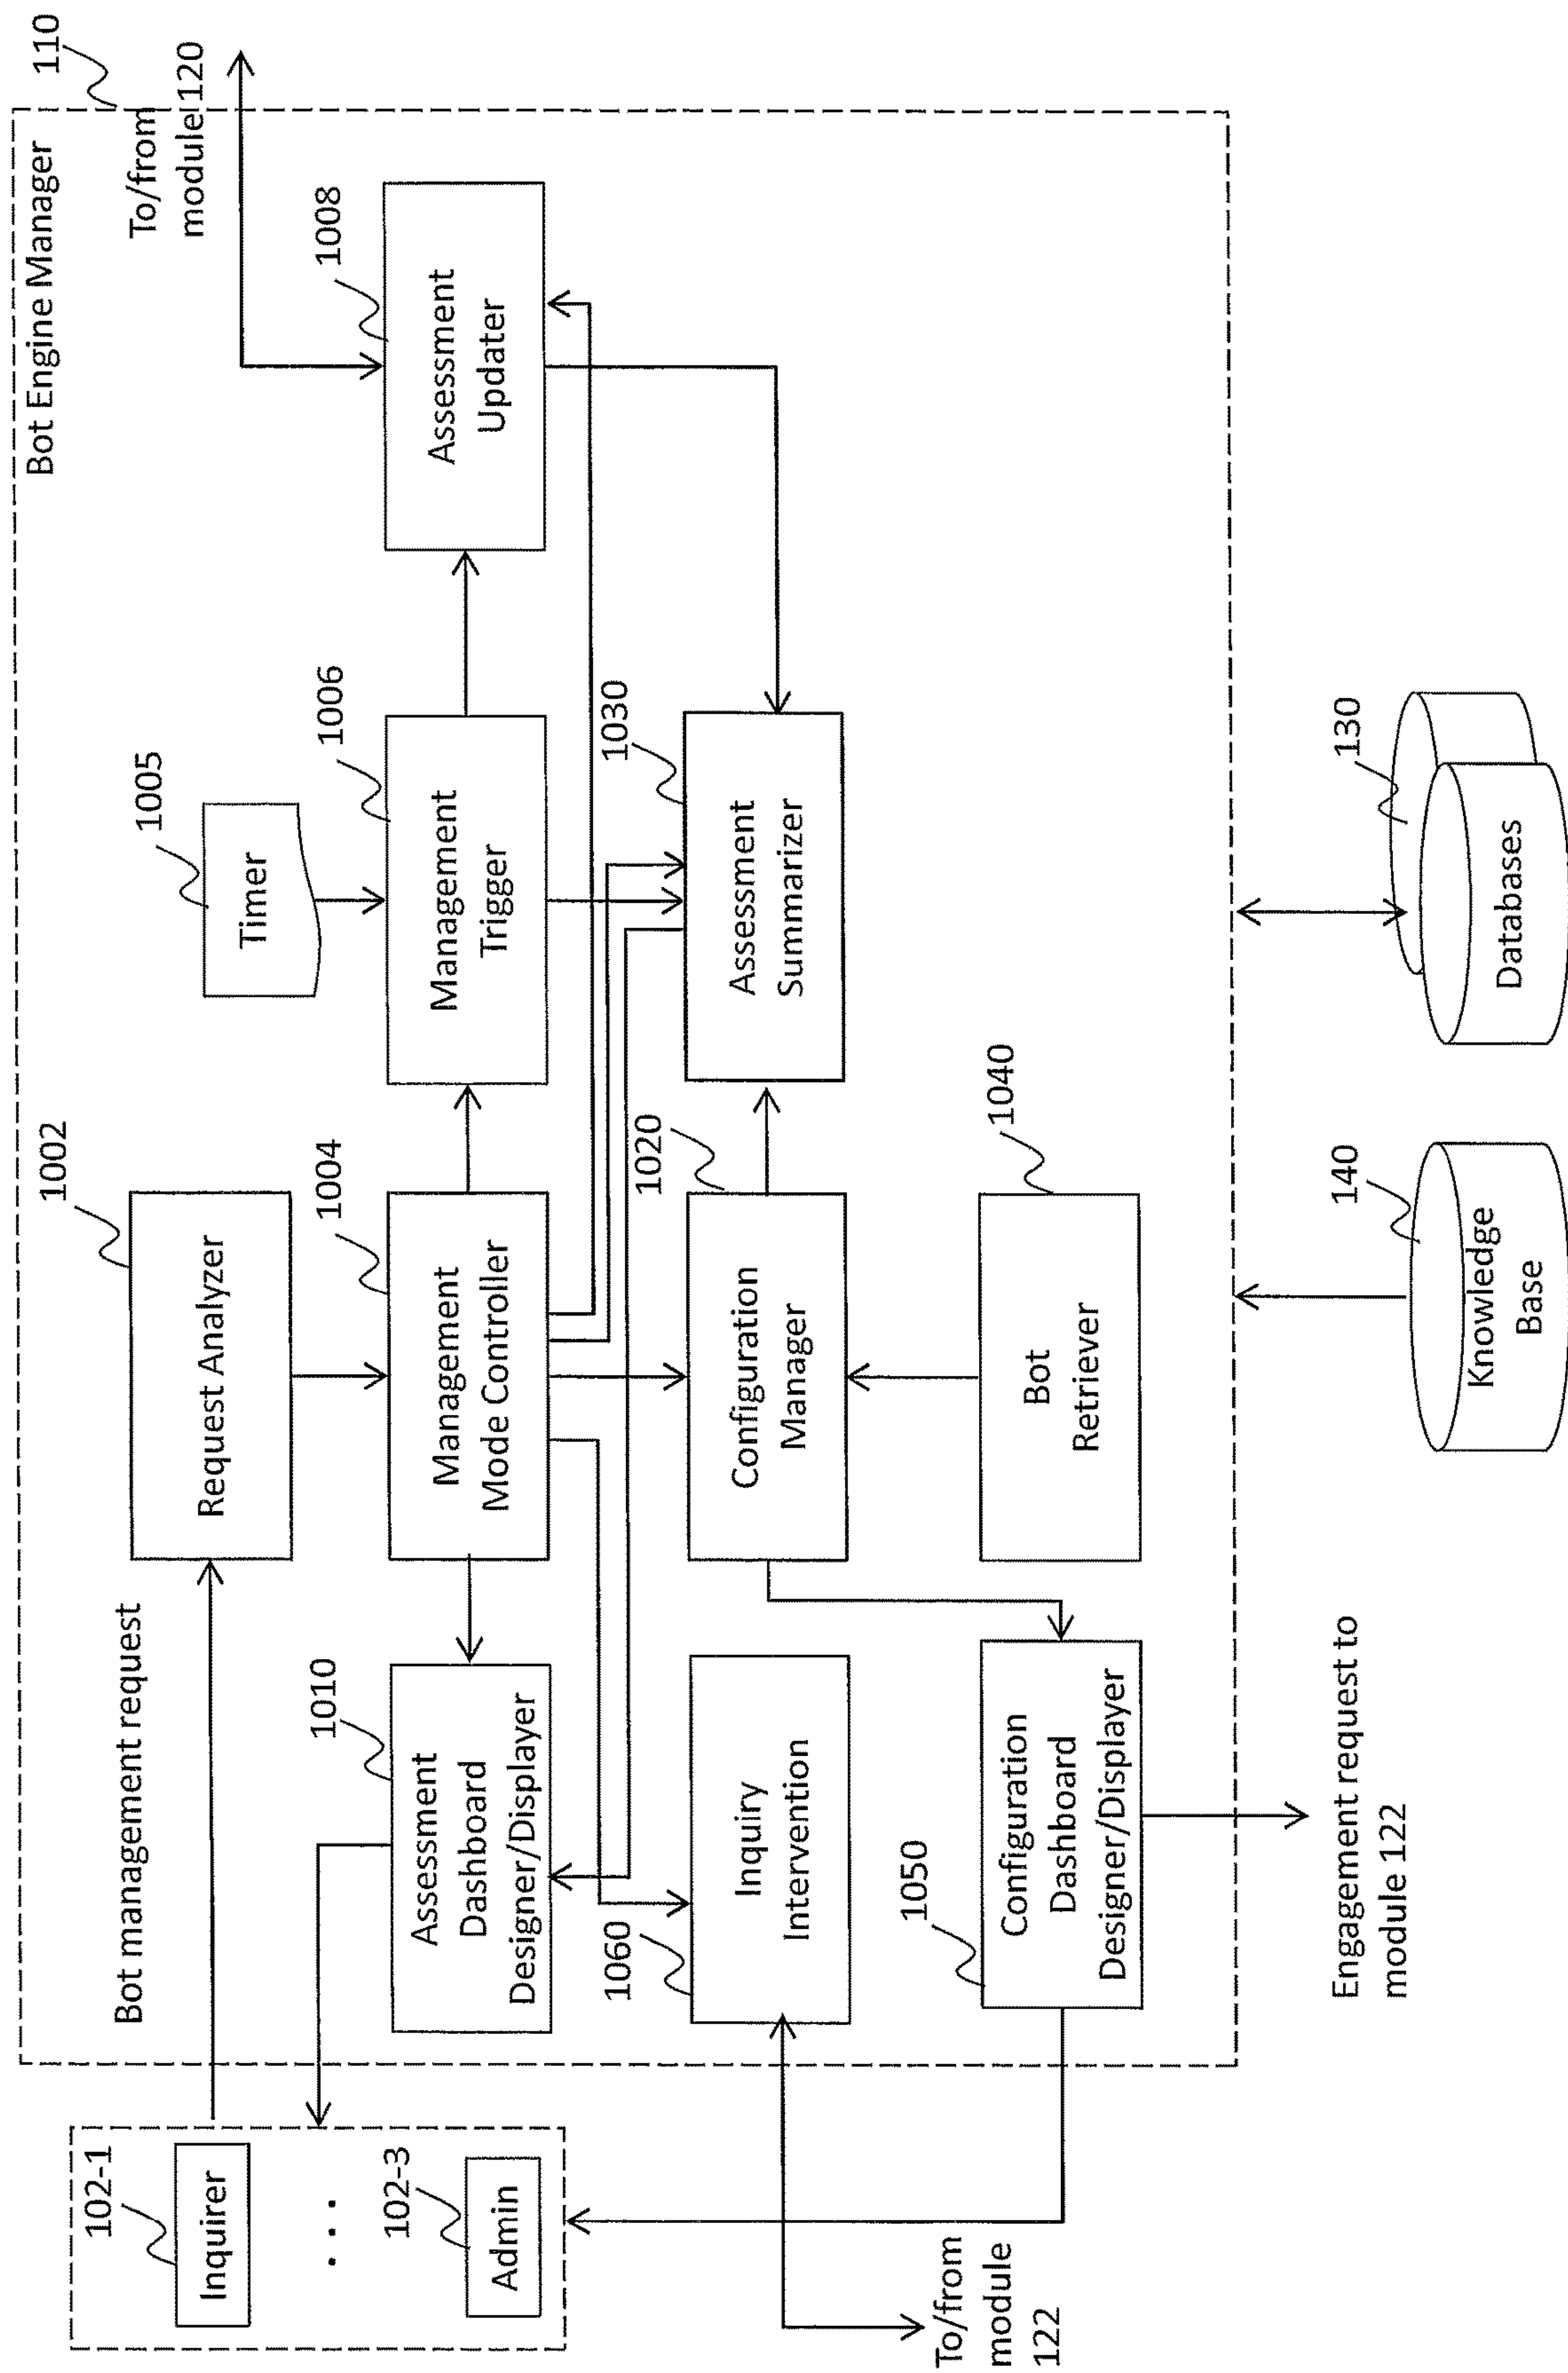 110
Bot Engine Manager
To/from
module 120
1002
Request Analyzer
Bot management request
102-1
Inquirer
. . .
102-3
Admin
1005
Timer
1004
Management
Mode Controller
1006
Management
Trigger
1008
Assessment
Updater
1010
Assessment
Dashboard
Designer/Displayer
1060
Inquiry
Intervention
1020
Configuration
Manager
1030
Assessment
Summarizer
To/from
module
122
1050
Configuration
Dashboard
Designer/Displayer
1040
Bot
Retriever
Engagement request to
module 122
140
Knowledge
Base
130
Databases